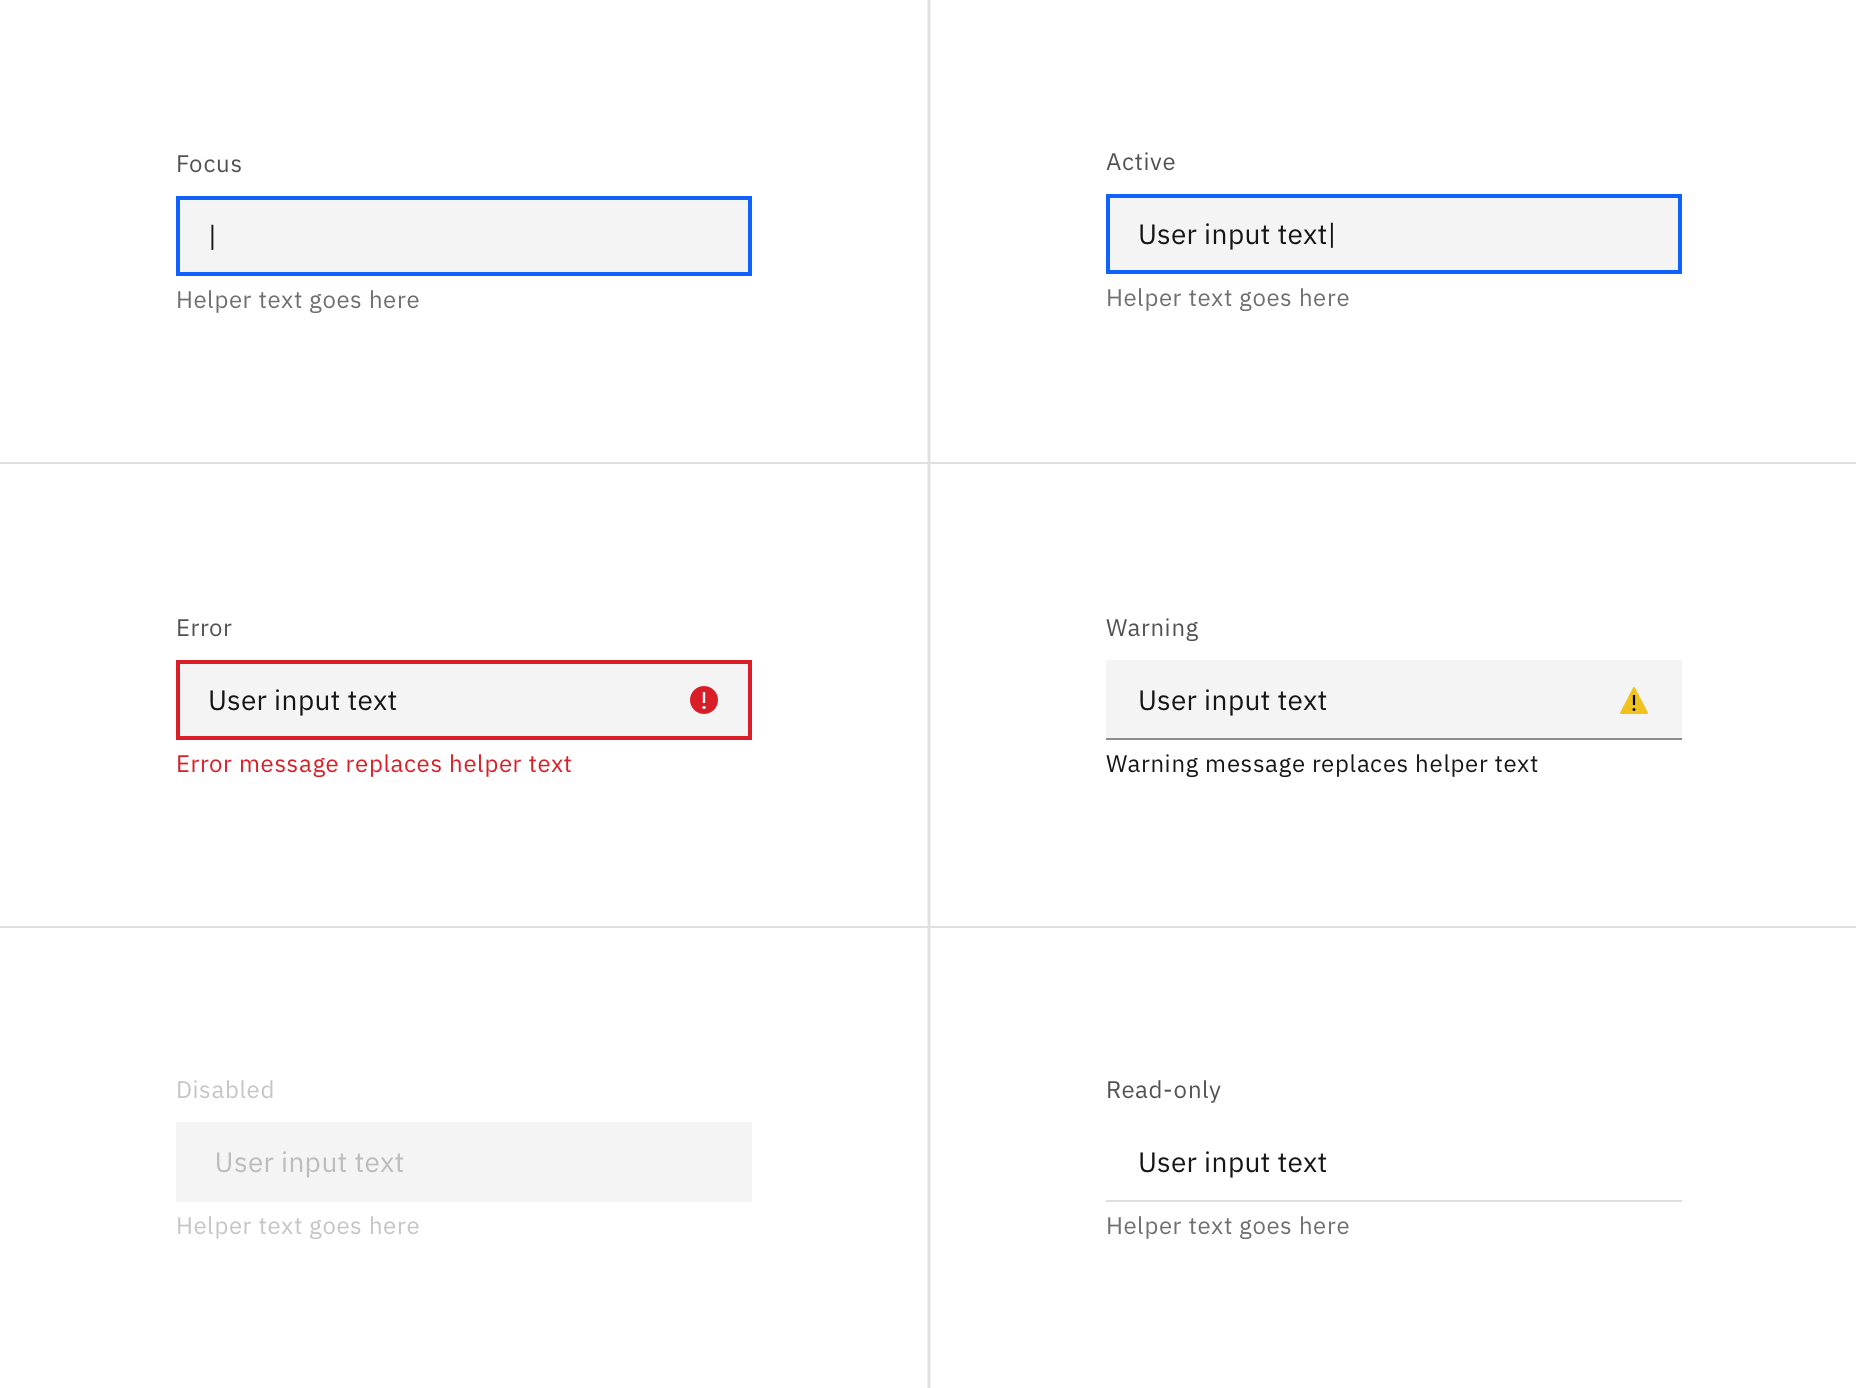 Focus
Helper text goes here
Active
User input text
Helper text goes here
Error
User input text
Error message replaces helper text
Warning
User input text
Warning message replaces helper text
Disabled
User input text
Helper text goes here
Read-only
User input text
Helper text goes here